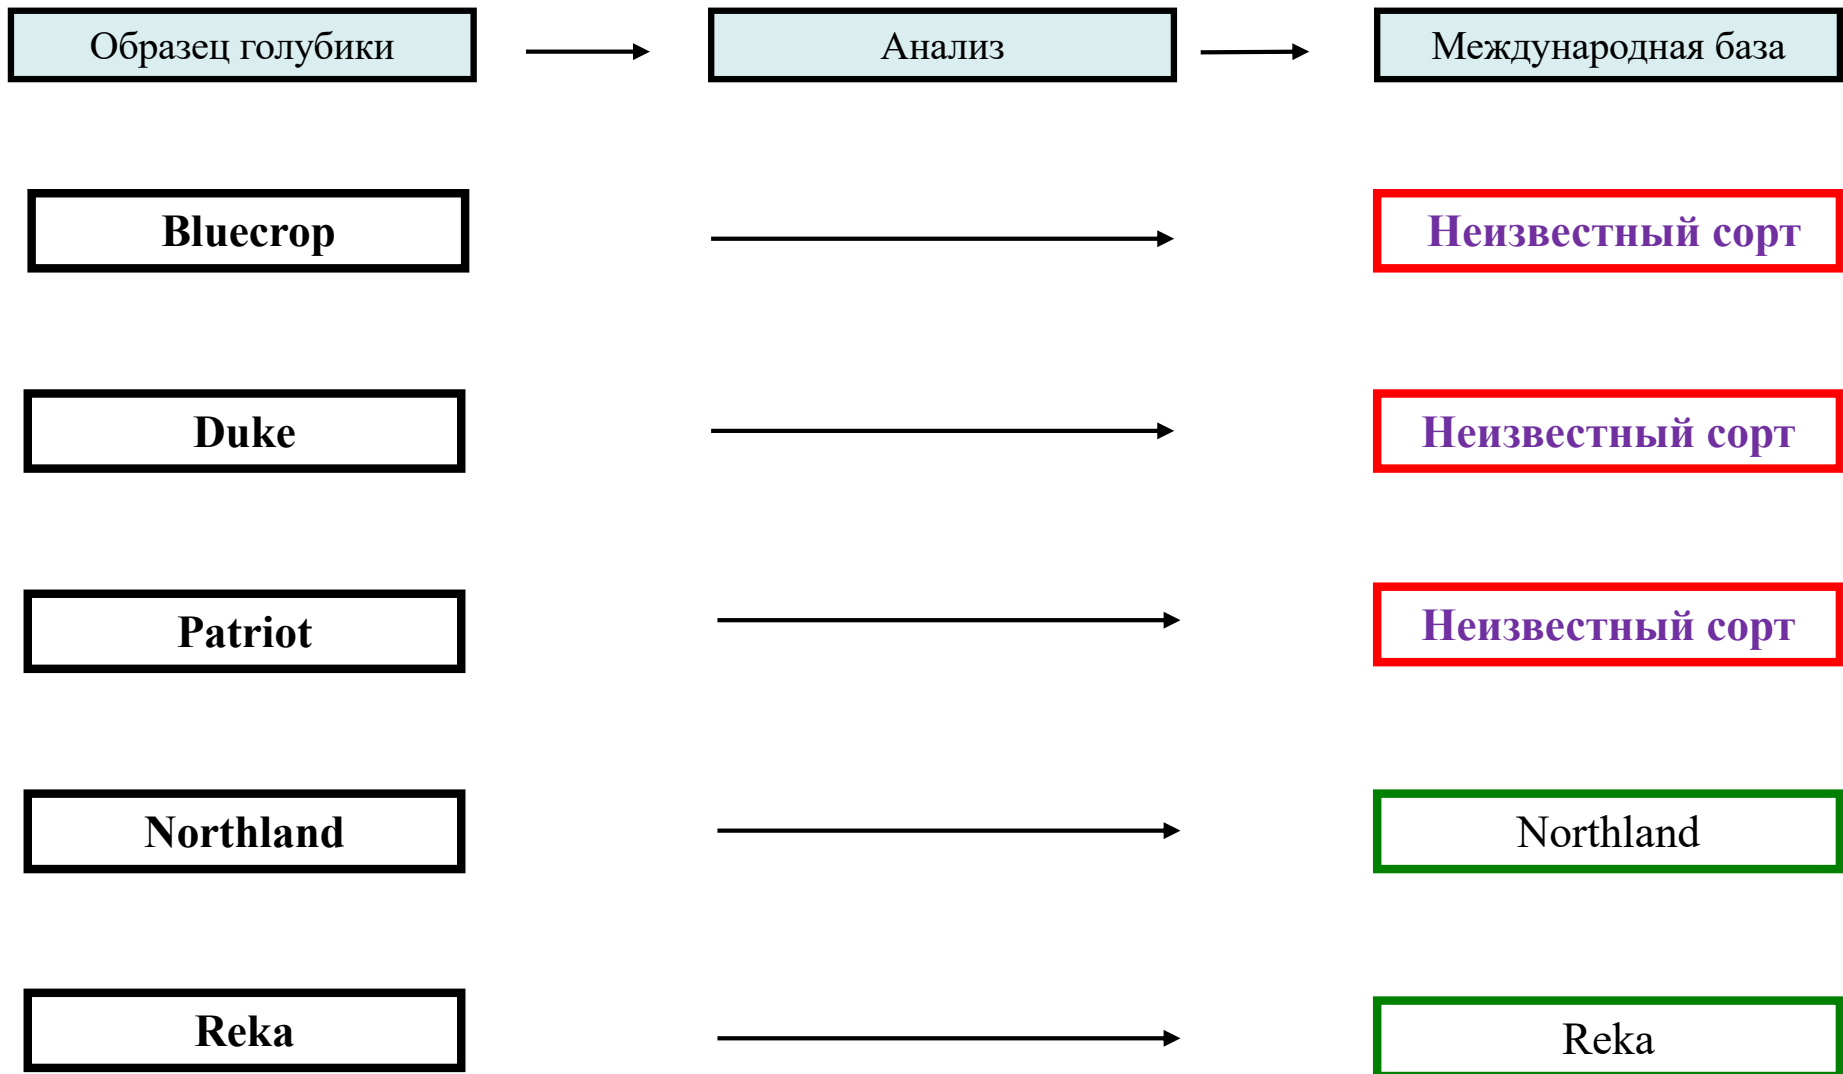 Образец голубики
Анализ
Международная база
Bluecrop
Неизвестный сорт
Duke
Неизвестный сорт
Patriot
Неизвестный сорт
Northland
Northland
Reka
Reka